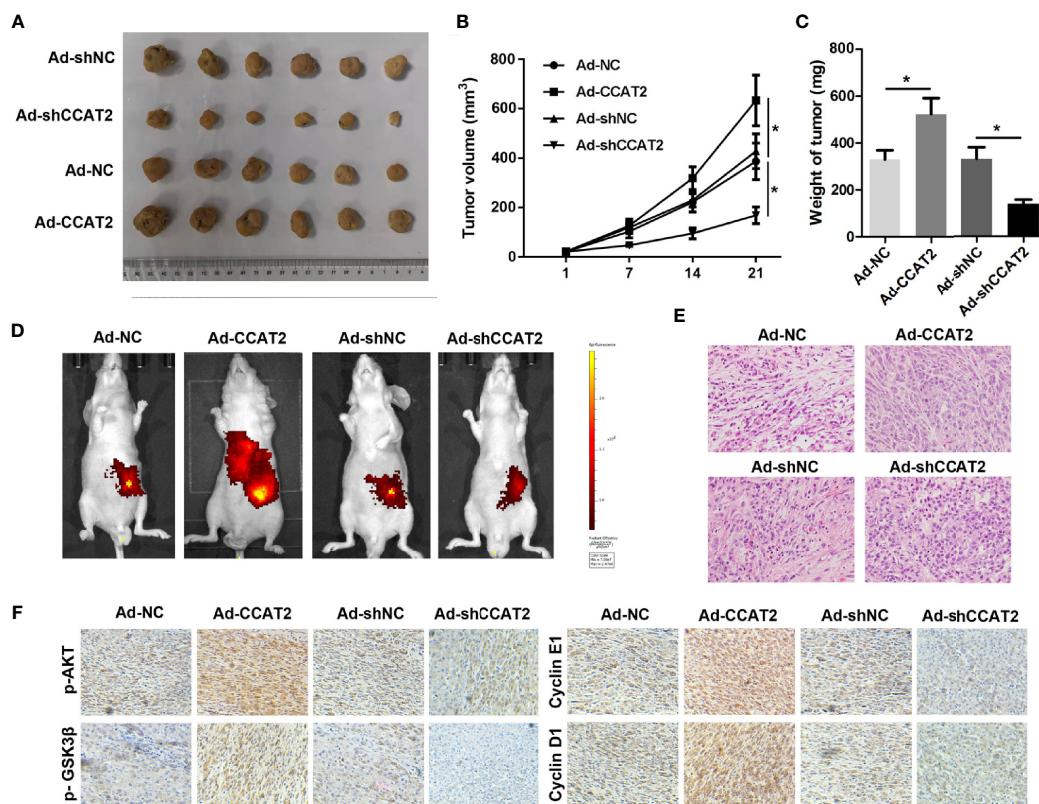 A
Ad-shNC
Ad-shCCAT2
Ad-NC
Ad-CCAT2
B
Tumor volume (mm3)
800
600
400
200
0
1 7 14 21
Ad-NC
Ad-CCAT2
Ad-shNC
Ad-shCCAT2
*
*
C
Weight of tumor (mg)
800
600
400
200
0
*
*
Ad-NC
Ad-CCAT2
Ad-shNC
Ad-shCCAT2
D
Ad-NC Ad-CCAT2 Ad-shNC Ad-shCCAT2
E
Ad-NC Ad-CCAT2
Ad-shNC Ad-shCCAT2
F
Ad-NC Ad-CCAT2 Ad-shNC Ad-shCCAT2 Ad-NC Ad-CCAT2 Ad-shNC Ad-shCCAT2
p-AKT
Cyclin E1
p- GSK3β
Cyclin D1